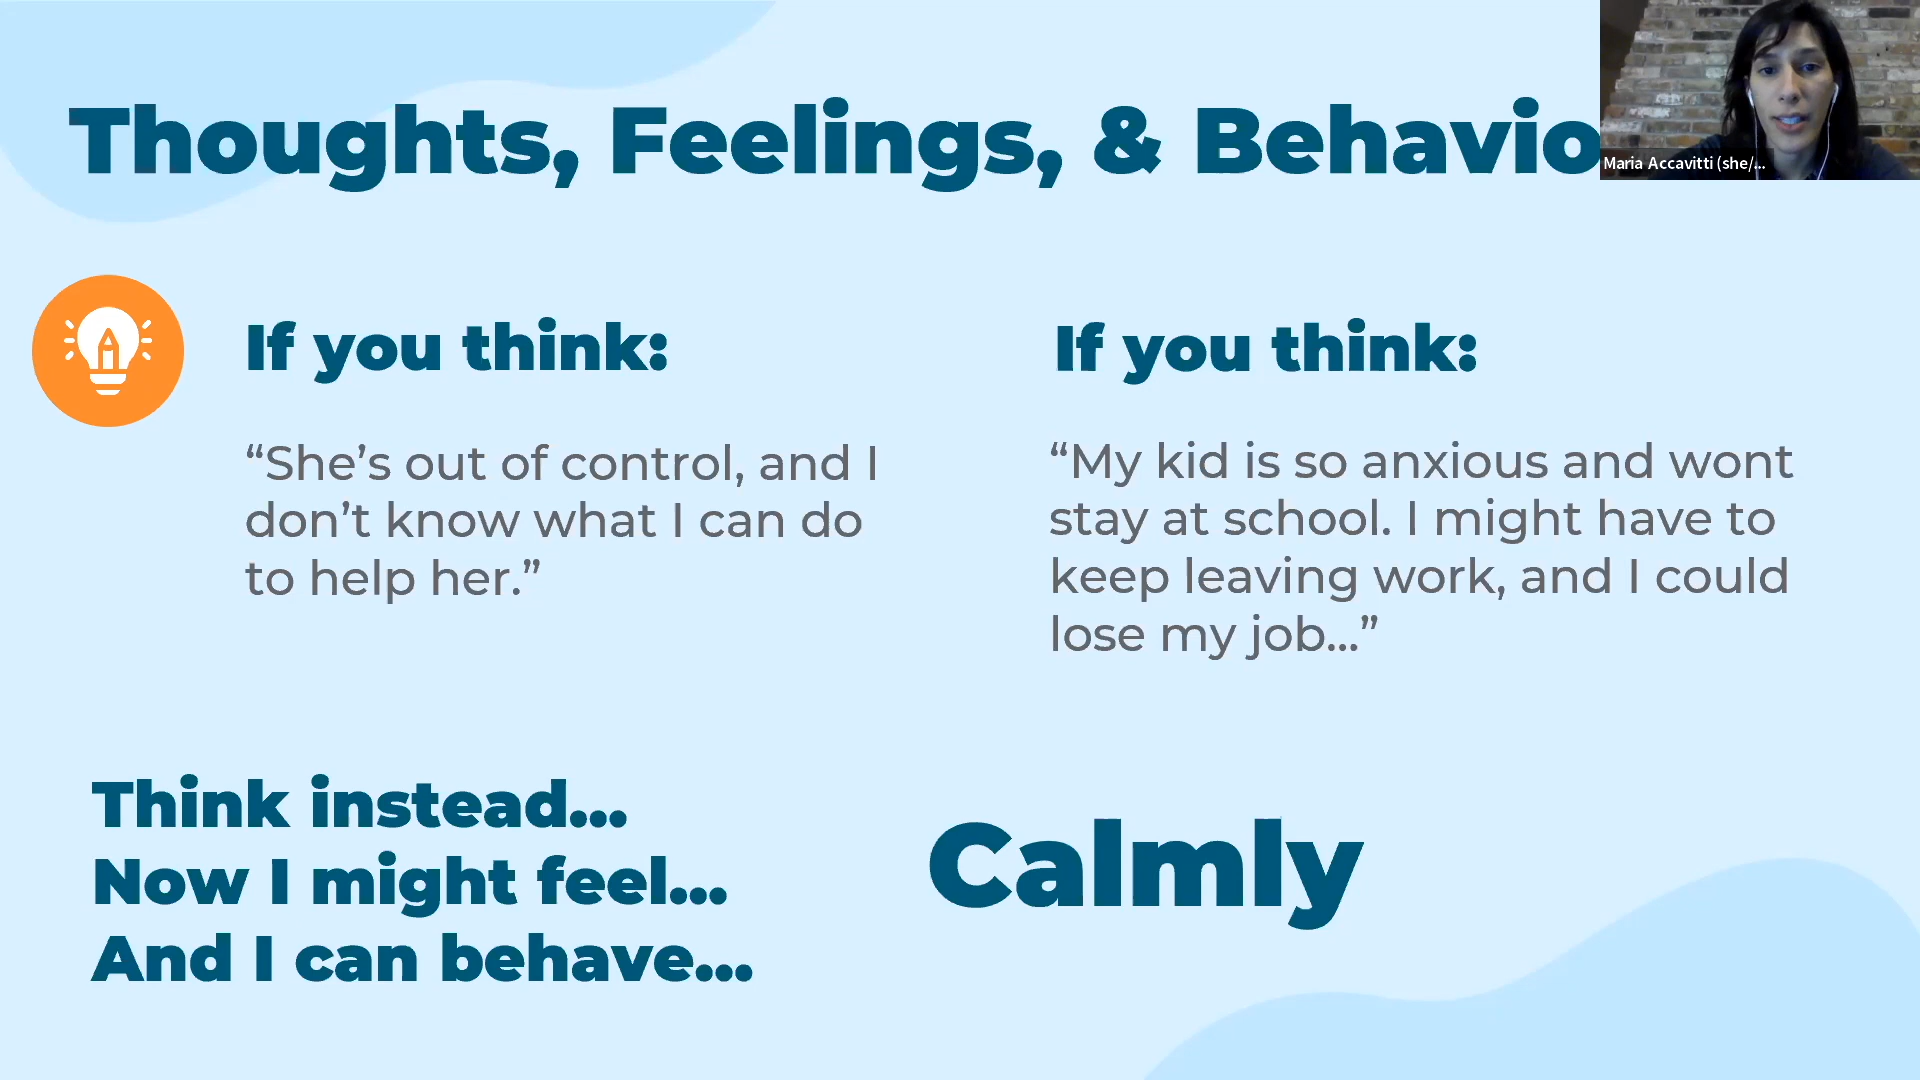 Thoughts, Feelings, & Behavio
Maria Accavitti (she/...
If you think:
“She’s out of control, and I
don’t know what I can do
to help her.”
If you think:
“My kid is so anxious and wont
stay at school. I might have to
keep leaving work, and I could
lose my job...”
Think instead...
Now I might feel...
And I can behave...
Calmly